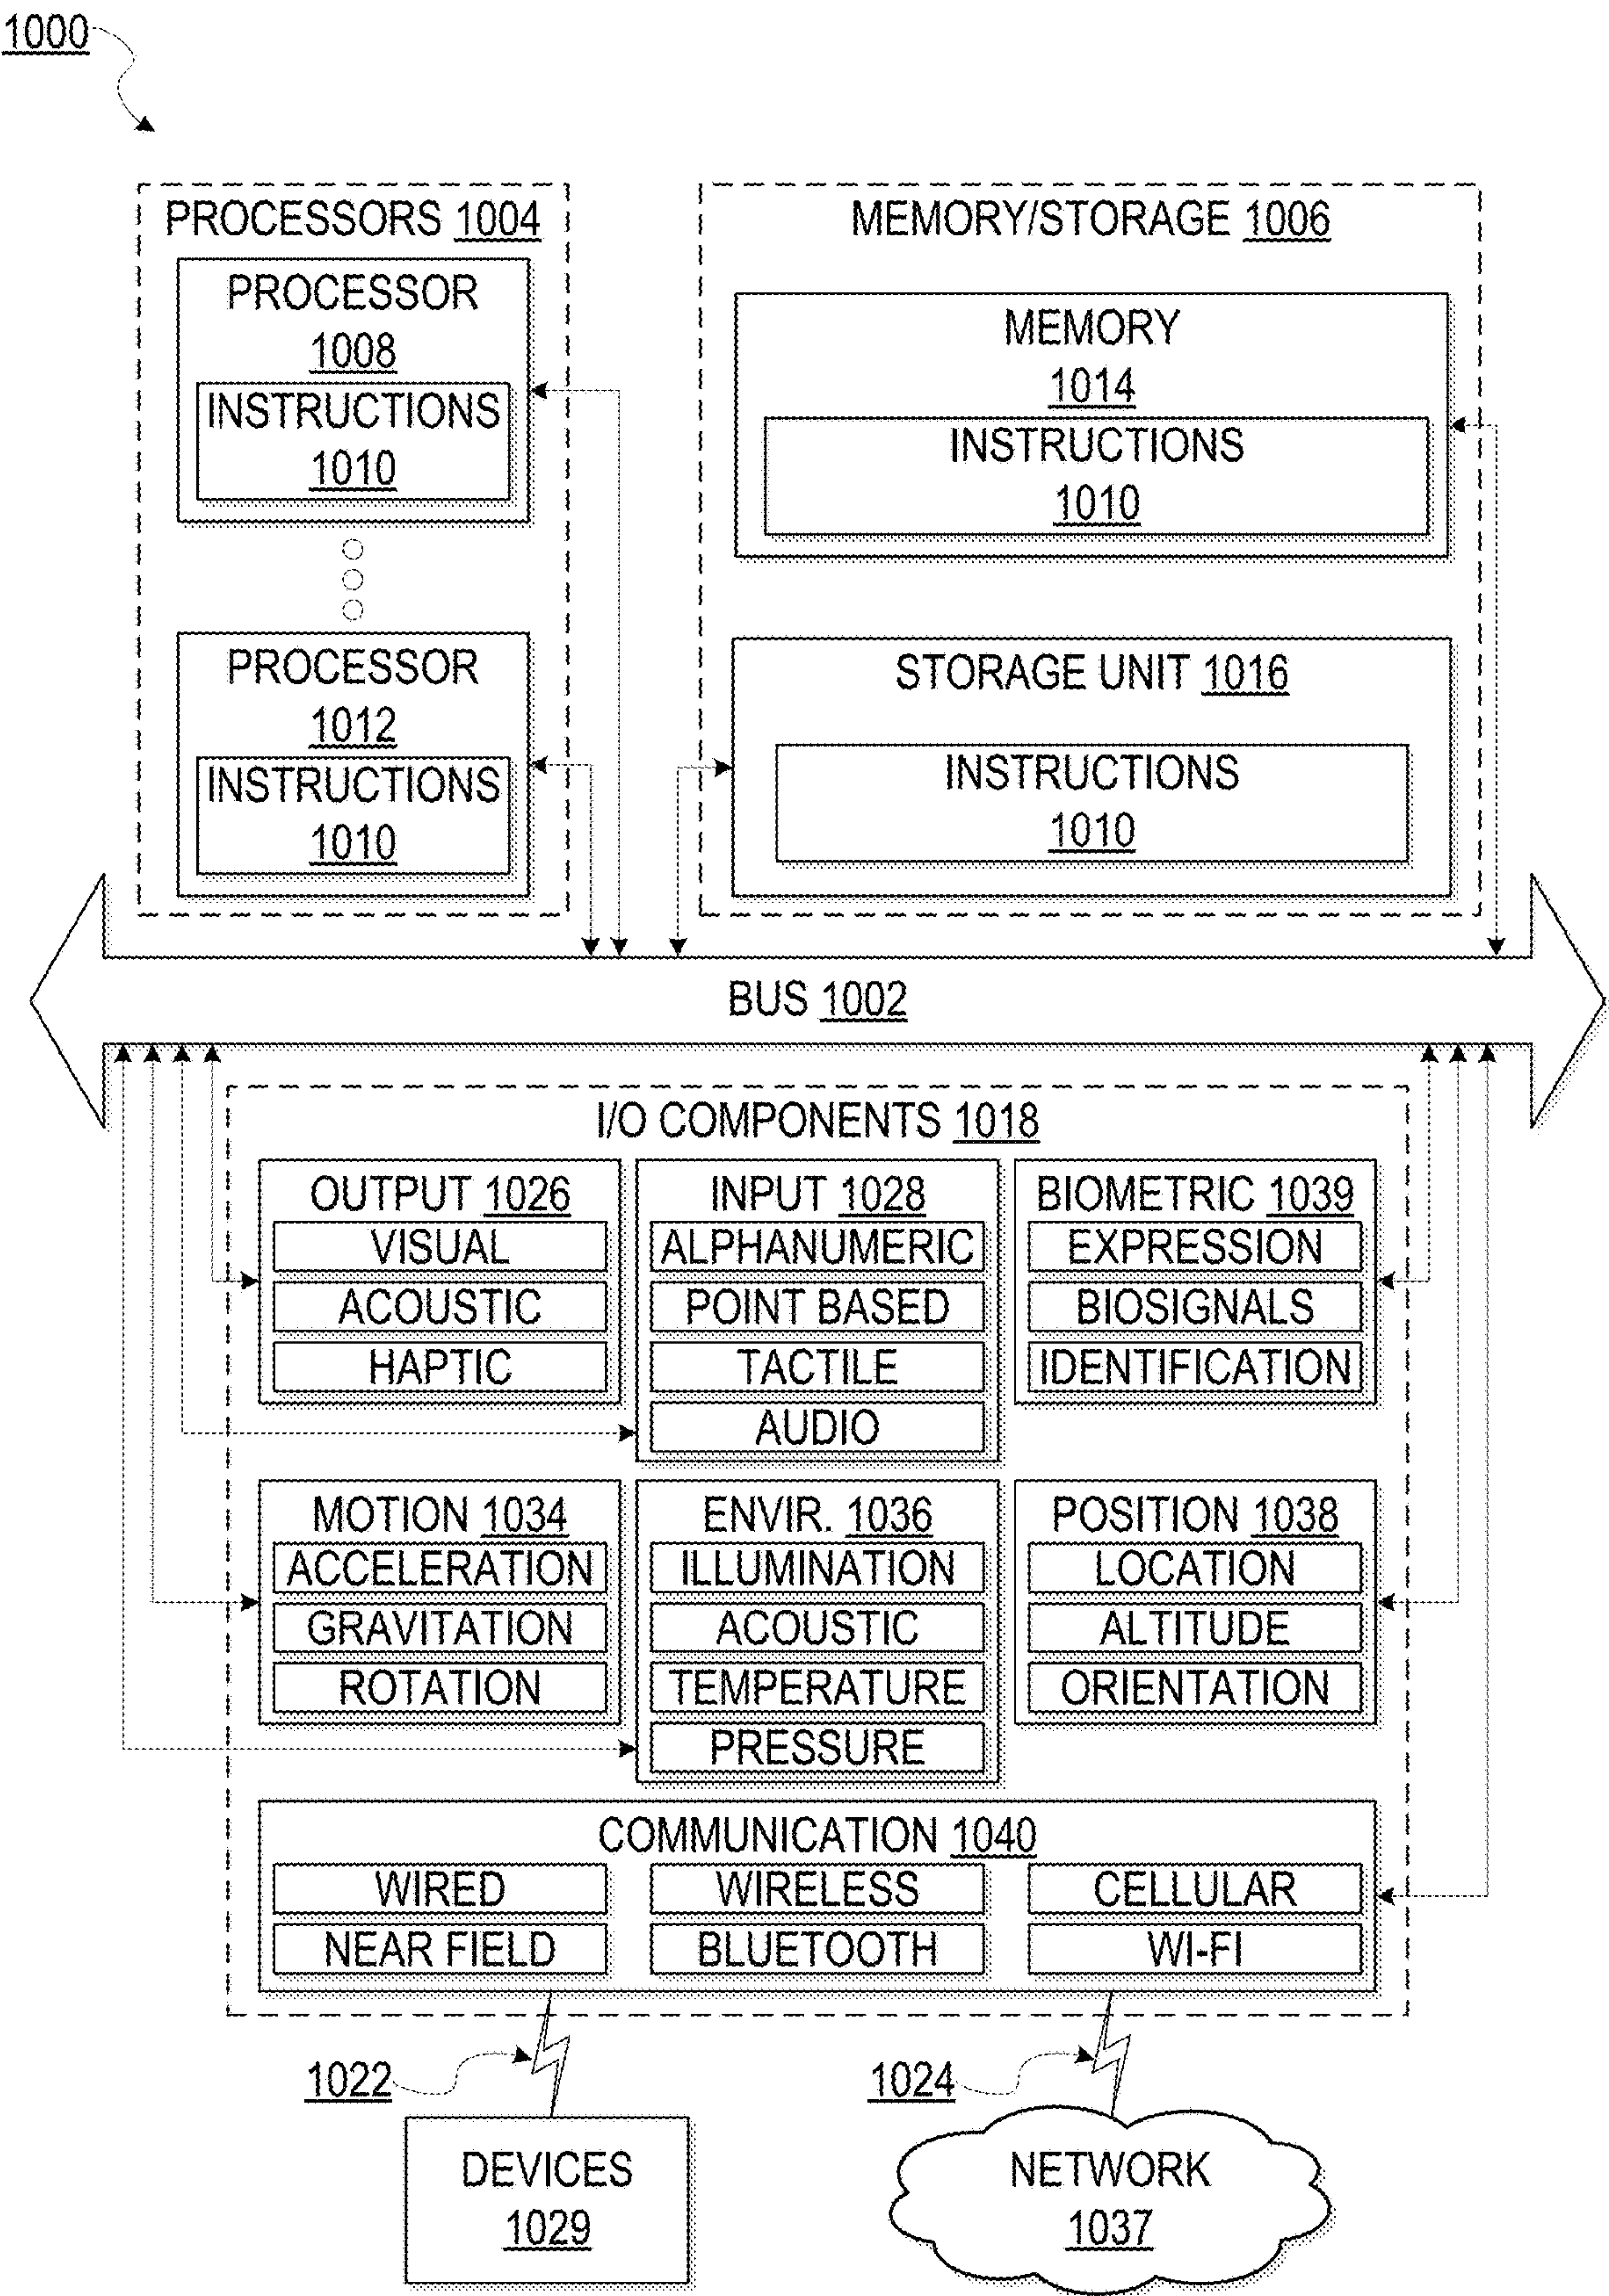 1000
PROCESSORS 1004
PROCESSOR
1008
INSTRUCTIONS
1010
PROCESSOR
1012
INSTRUCTIONS
1010
MEMORY/STORAGE 1006
MEMORY
1014
INSTRUCTIONS
1010
STORAGE UNIT 1016
INSTRUCTIONS
1010
BUS 1002
I/O COMPONENTS 1018
OUTPUT 1026
VISUAL
ACOUSTIC
HAPTIC
INPUT 1028
ALPHANUMERIC
POINT BASED
TACTILE
AUDIO
BIOMETRIC 1039
EXPRESSION
BIOSIGNALS
IDENTIFICATION
MOTION 1034
ACCELERATION
GRAVITATION
ROTATION
ENVIR. 1036
ILLUMINATION
ACOUSTIC
TEMPERATURE
PRESSURE
POSITION 1038
LOCATION
ALTITUDE
ORIENTATION
COMMUNICATION 1040
WIRED
WIRELESS
CELLULAR
NEAR FIELD
BLUETOOTH
WI-FI
1022
1024
DEVICES
1029
NETWORK
1037